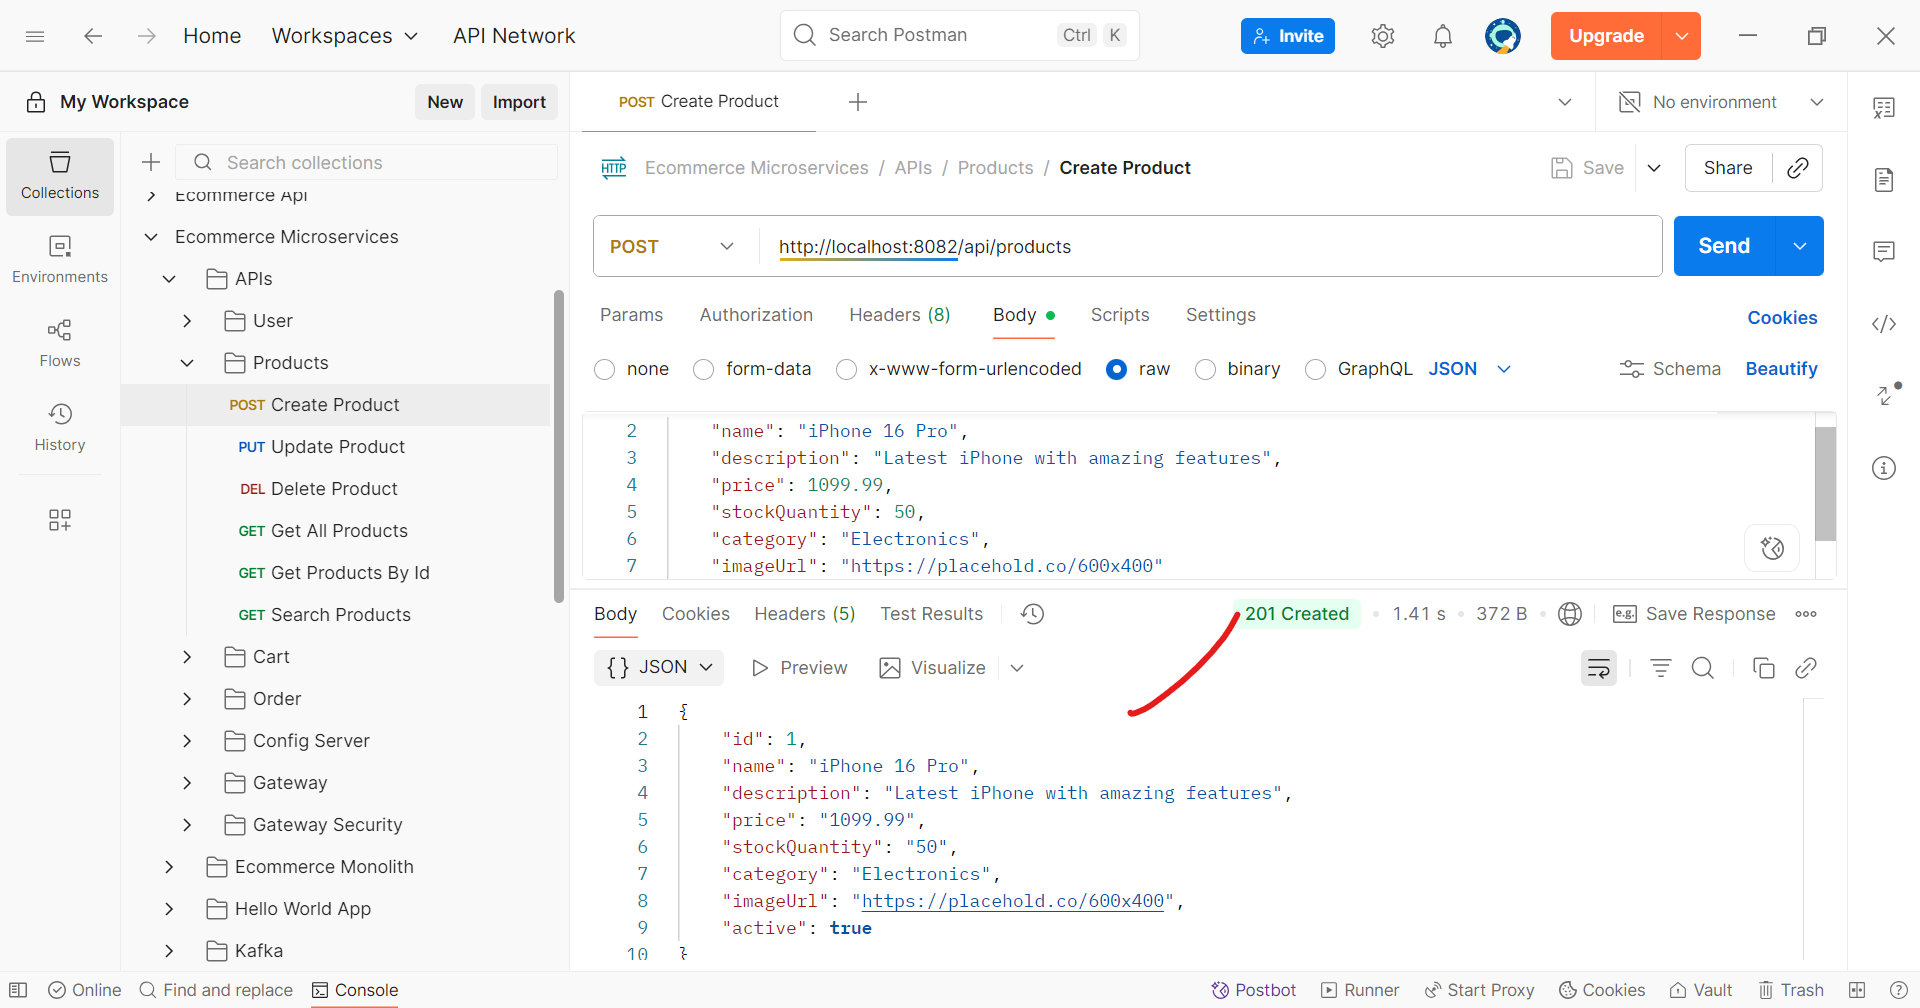 Home Workspaces API Network Search Postman Ctrl K Invite Upgrade
My Workspace New Import POST Create Product No environment
Collections
Environments
Flows
History
Search collections
Ecommerce Api
Ecommerce Microservices
APIs
User
Products
POST Create Product
PUT Update Product
DEL Delete Product
GET Get All Products
GET Get Products By Id
GET Search Products
Cart
Order
Config Server
Gateway
Gateway Security
Ecommerce Monolith
Hello World App
Kafka
HTTP Ecommerce Microservices / APIs / Products / Create Product Save Share
POST http://localhost:8082/api/products Send
Params Authorization Headers (8) Body Scripts Settings Cookies
none form-data x-www-form-urlencoded raw binary GraphQL JSON Schema Beautify
2 "name": "iPhone 16 Pro",
3 "description": "Latest iPhone with amazing features",
4 "price": 1099.99,
5 "stockQuantity": 50,
6 "category": "Electronics",
7 "imageUrl": "https://placehold.co/600x400"
Body Cookies Headers (5) Test Results 201 Created 1.41 s 372 B e.g. Save Response
{} JSON Preview Visualize
1 {
2 "id": 1,
3 "name": "iPhone 16 Pro",
4 "description": "Latest iPhone with amazing features",
5 "price": "1099.99",
6 "stockQuantity": "50",
7 "category": "Electronics",
8 "imageUrl": "https://placehold.co/600x400",
9 "active": true
10 }
Online Find and replace Console Postbot Runner Start Proxy Cookies Vault Trash